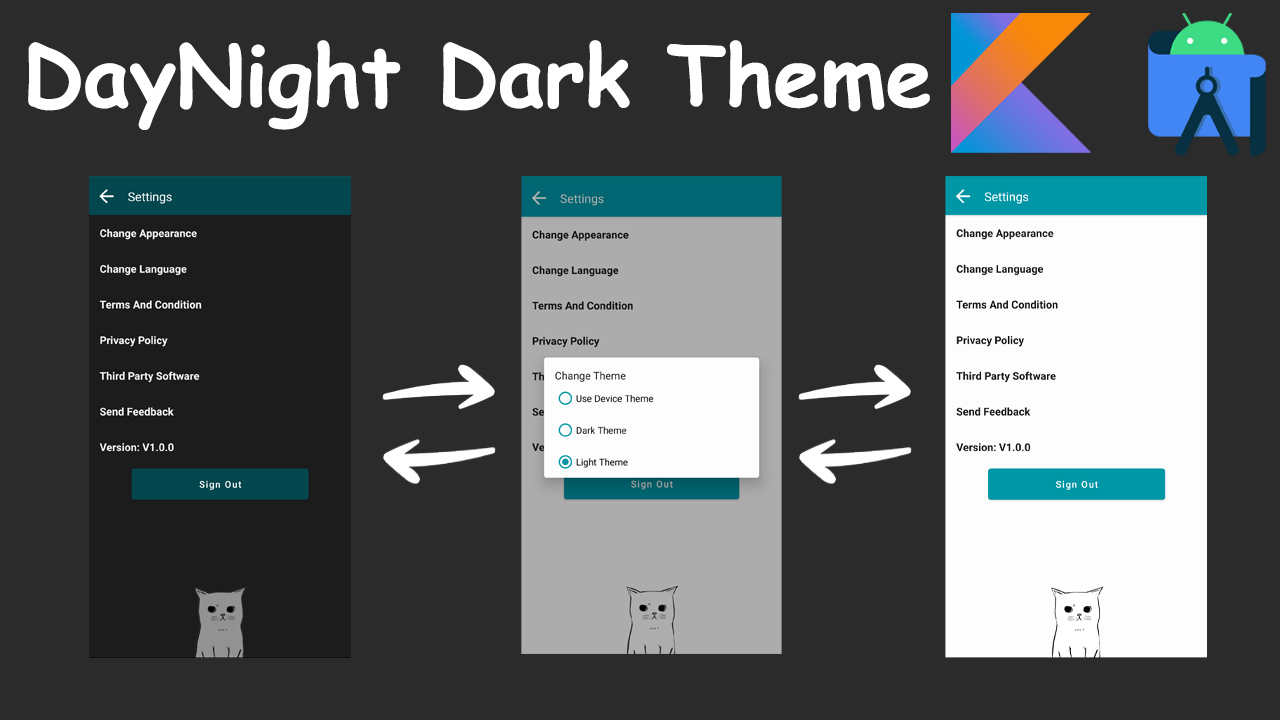 DayNight Dark Theme
Settings
Change Appearance
Change Language
Terms And Condition
Privacy Policy
Third Party Software
Send Feedback
Version: V1.0.0
Sign Out
Settings
Change Appearance
Change Language
Terms And Condition
Privacy Policy
Th
Se
Ve
Change Theme
Use Device Theme
Dark Theme
Light Theme
Sign Out
Settings
Change Appearance
Change Language
Terms And Condition
Privacy Policy
Third Party Software
Send Feedback
Version: V1.0.0
Sign Out